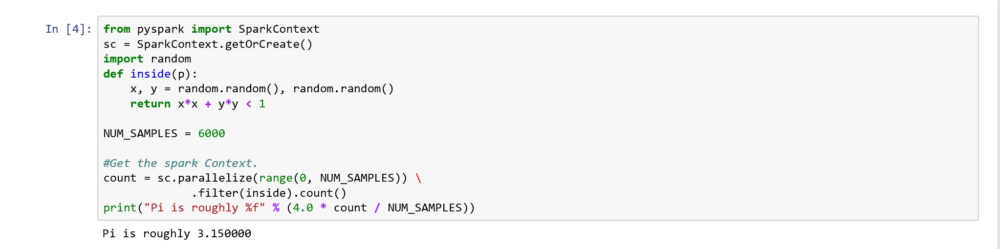 In [4]: from pyspark import SparkContext
sc = SparkContext.getOrCreate()
import random
def inside(p):
    x, y = random.random(), random.random()
    return x*x + y*y < 1
NUM_SAMPLES = 6000
#Get the spark Context.
count = sc.parallelize(range(0, NUM_SAMPLES)) \
             .filter(inside).count()
print("Pi is roughly %f" % (4.0 * count / NUM_SAMPLES))
Pi is roughly 3.150000